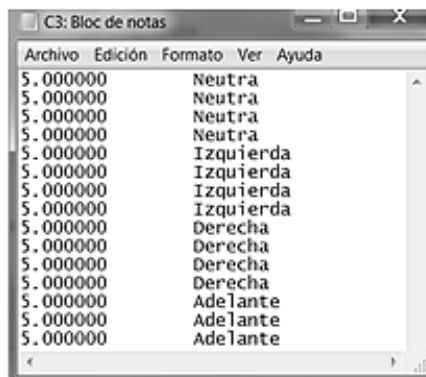 C3: Bloc de notas
Archivo Edición Formato Ver Ayuda
5.000000 Neutra
5.000000 Neutra
5.000000 Neutra
5.000000 Neutra
5.000000 Izquierda
5.000000 Izquierda
5.000000 Izquierda
5.000000 Izquierda
5.000000 Derecha
5.000000 Derecha
5.000000 Derecha
5.000000 Derecha
5.000000 Adelante
5.000000 Adelante
5.000000 Adelante